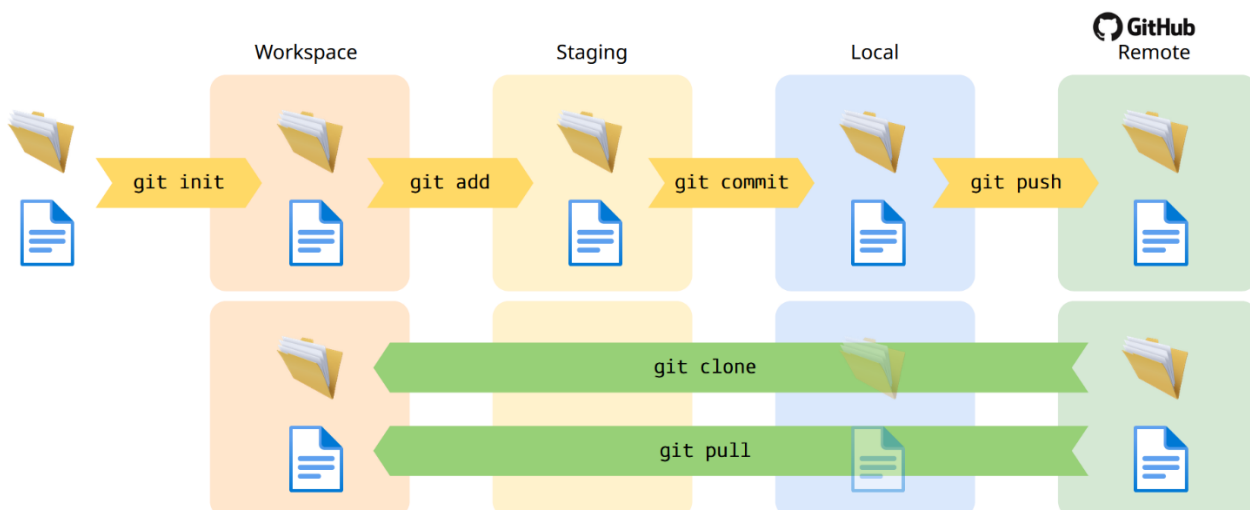 GitHub
Workspace
Staging
Local
Remote
git init
git add
git commit
git push
git clone
git pull